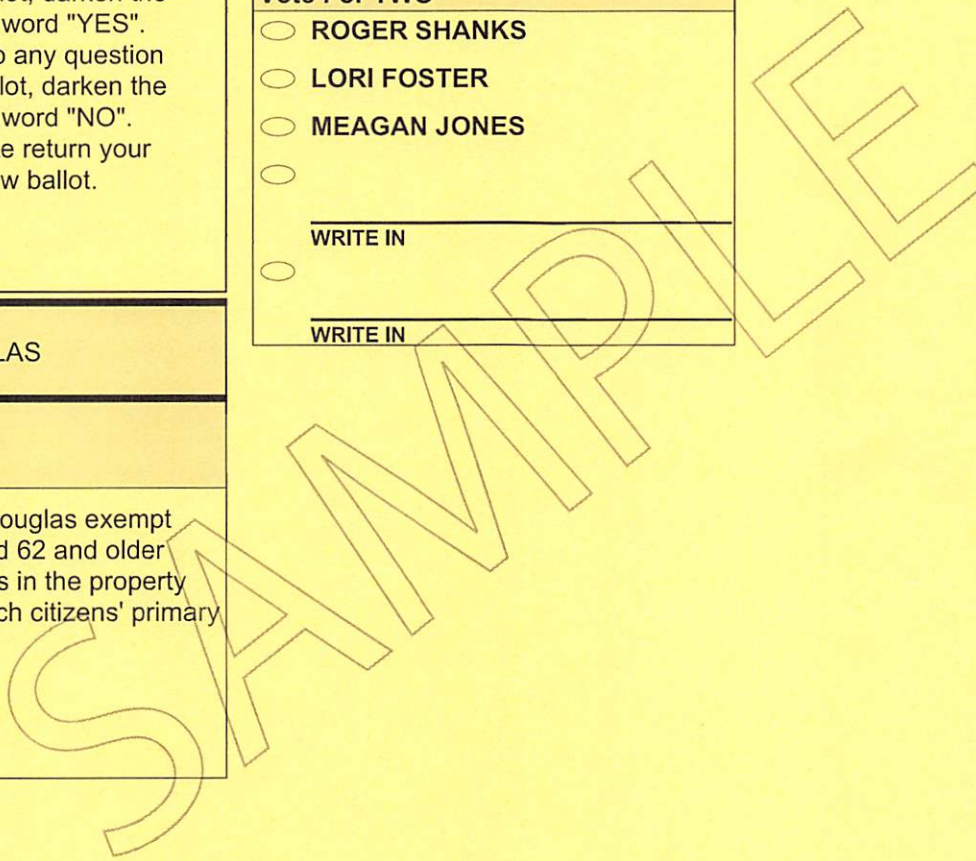 word "YES".
o any question
lot, darken the
word "NO".
e return your
w ballot.
LAS
ouglas exempt
d 62 and older
s in the property
ch citizens' primary
ROGER SHANKS
LORI FOSTER
MEAGAN JONES
WRITE IN
WRITE IN
SAMPLE